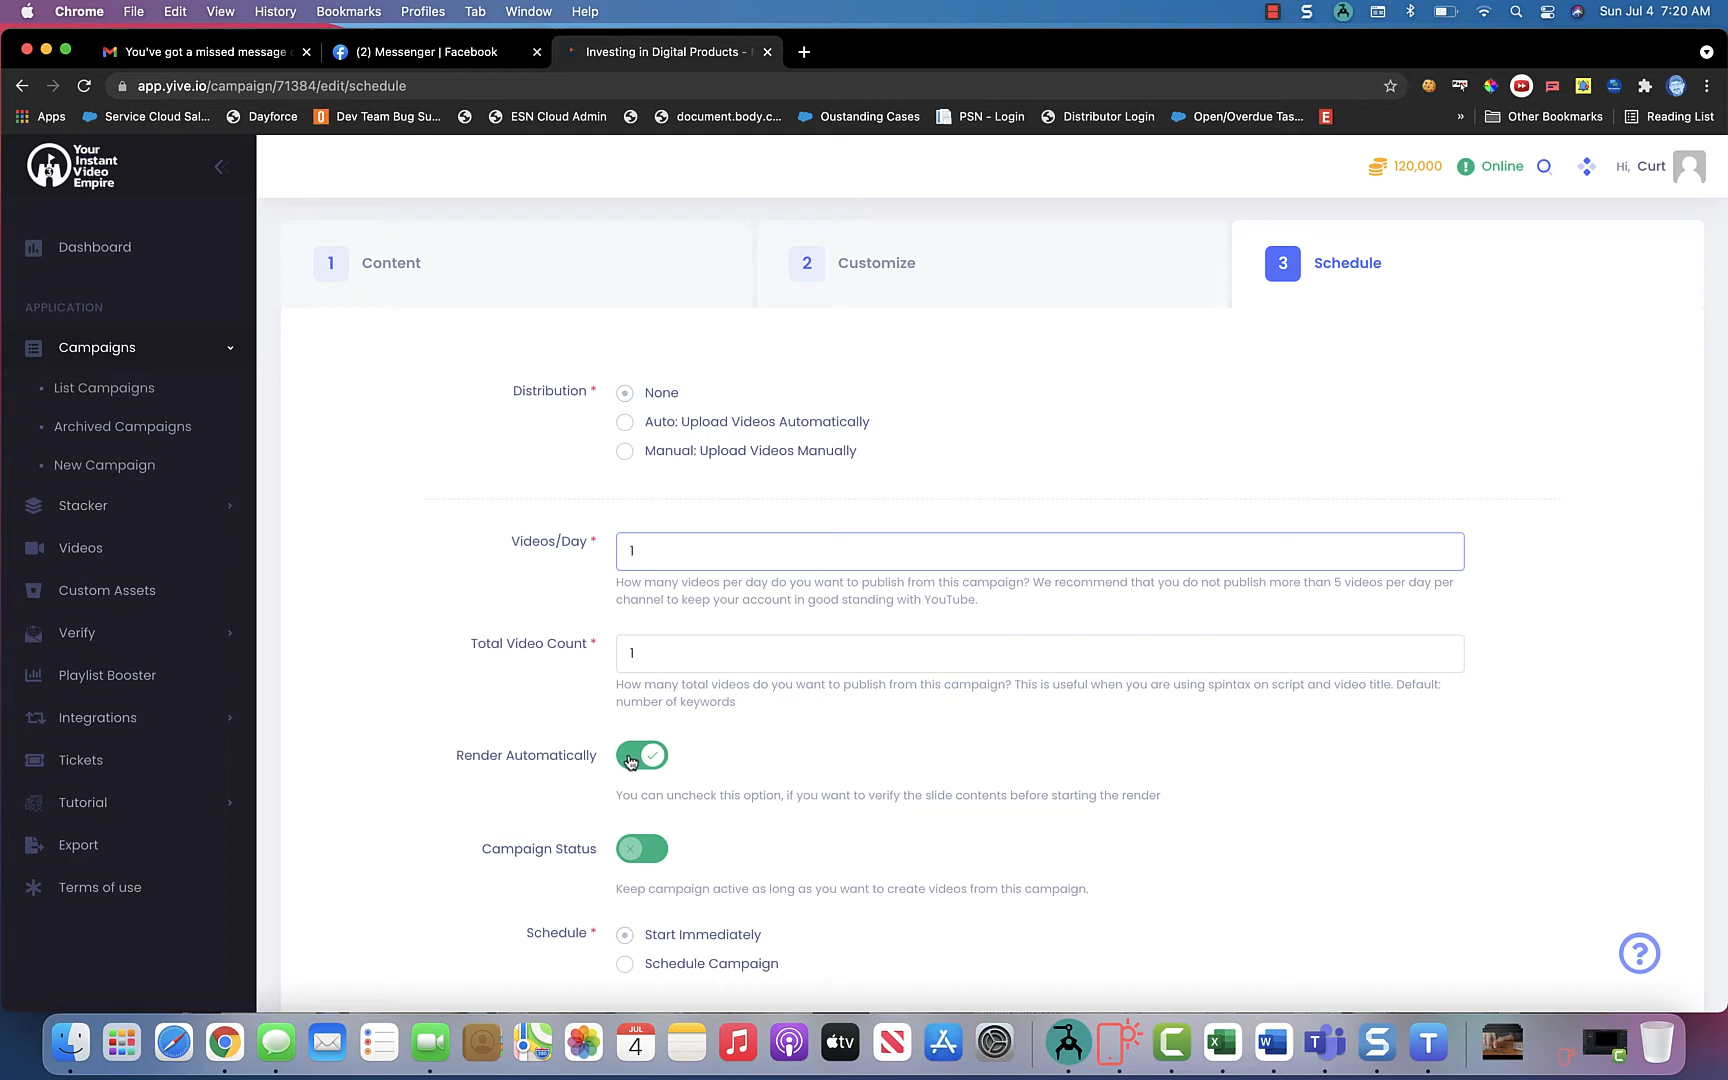 Chrome File Edit View History Bookmarks Profiles Tab Window Help
Sun Jul 4 7:20 AM
You've got a missed message
(2) Messenger | Facebook
Investing in Digital Products -
app.yive.io/campaign/71384/edit/schedule
Apps
Service Cloud Sal...
Dayforce
Dev Team Bug Su...
ESN Cloud Admin
document.body.c...
Oustanding Cases
PSN - Login
Distributor Login
Open/Overdue Tas...
»
Other Bookmarks
Reading List
Your
Instant
Video
Empire
120,000
Online
Hi, Curt
Dashboard
APPLICATION
Campaigns
List Campaigns
Archived Campaigns
New Campaign
Stacker
Videos
Custom Assets
Verify
Playlist Booster
Integrations
Tickets
Tutorial
Export
Terms of use
1 Content
2 Customize
3 Schedule
Distribution *
None
Auto: Upload Videos Automatically
Manual: Upload Videos Manually
Videos/Day *
1
How many videos per day do you want to publish from this campaign? We recommend that you do not publish more than 5 videos per day per
channel to keep your account in good standing with YouTube.
Total Video Count *
1
How many total videos do you want to publish from this campaign? This is useful when you are using spintax on script and video title. Default:
number of keywords
Render Automatically
You can uncheck this option, if you want to verify the slide contents before starting the render
Campaign Status
Keep campaign active as long as you want to create videos from this campaign.
Schedule *
Start Immediately
Schedule Campaign
?
JUL
4
tv